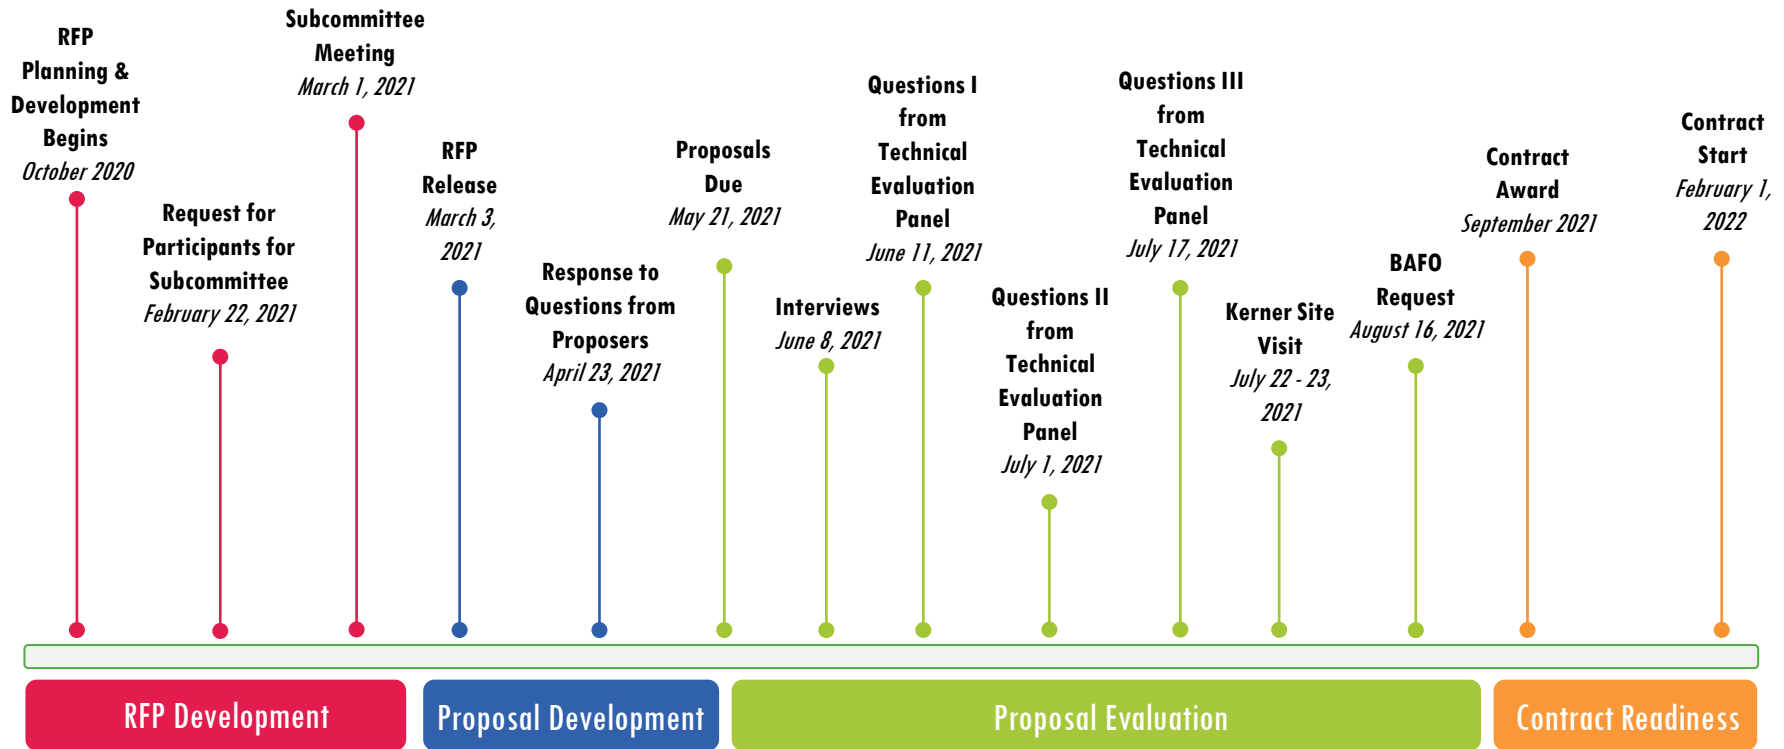 RFP
Planning &
Development
Begins
October 2020
Request for
Participants for
Subcommittee
February 22, 2021
Subcommittee
Meeting
March 1, 2021
RFP
Release
March 3,
2021
Response to
Questions from
Proposers
April 23, 2021
Proposals
Due
May 21, 2021
Interviews
June 8, 2021
Questions I
from
Technical
Evaluation
Panel
June 11, 2021
Questions II
from
Technical
Evaluation
Panel
July 1, 2021
Questions III
from
Technical
Evaluation
Panel
July 17, 2021
Kerner Site
Visit
July 22 - 23,
2021
BAFO
Request
August 16, 2021
Contract
Award
September 2021
Contract
Start
February 1,
2022
RFP Development
Proposal Development
Proposal Evaluation
Contract Readiness